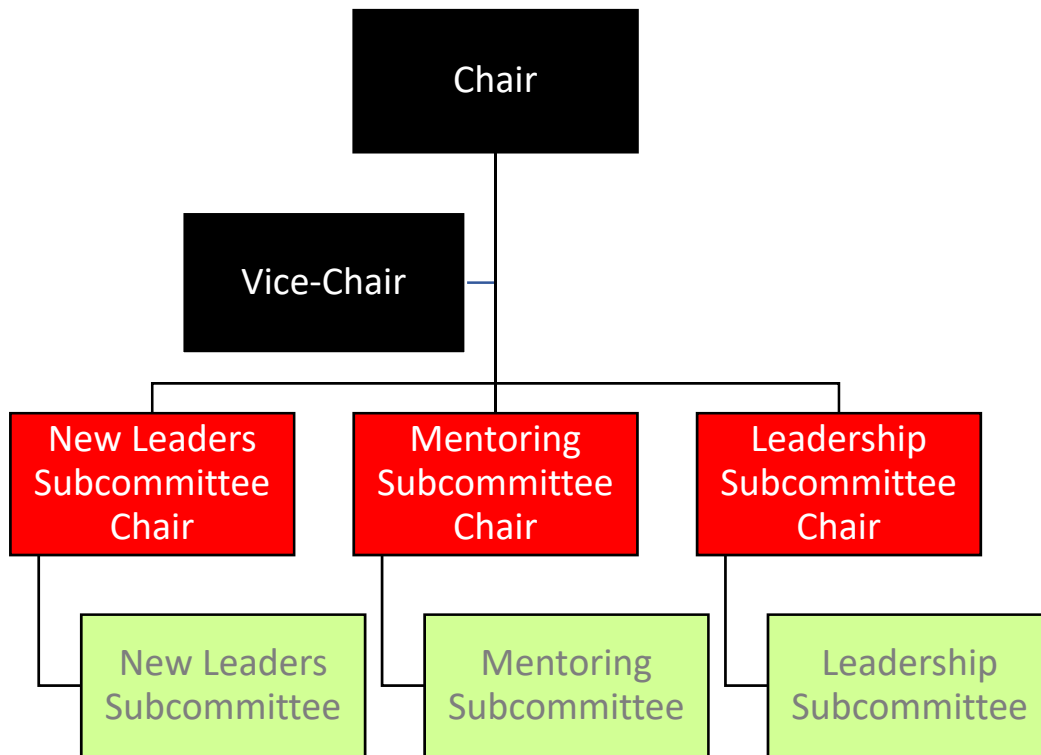 Chair
Vice-Chair
New Leaders
Subcommittee
Chair
Mentoring
Subcommittee
Chair
Leadership
Subcommittee
Chair
New Leaders
Subcommittee
Mentoring
Subcommittee
Leadership
Subcommittee